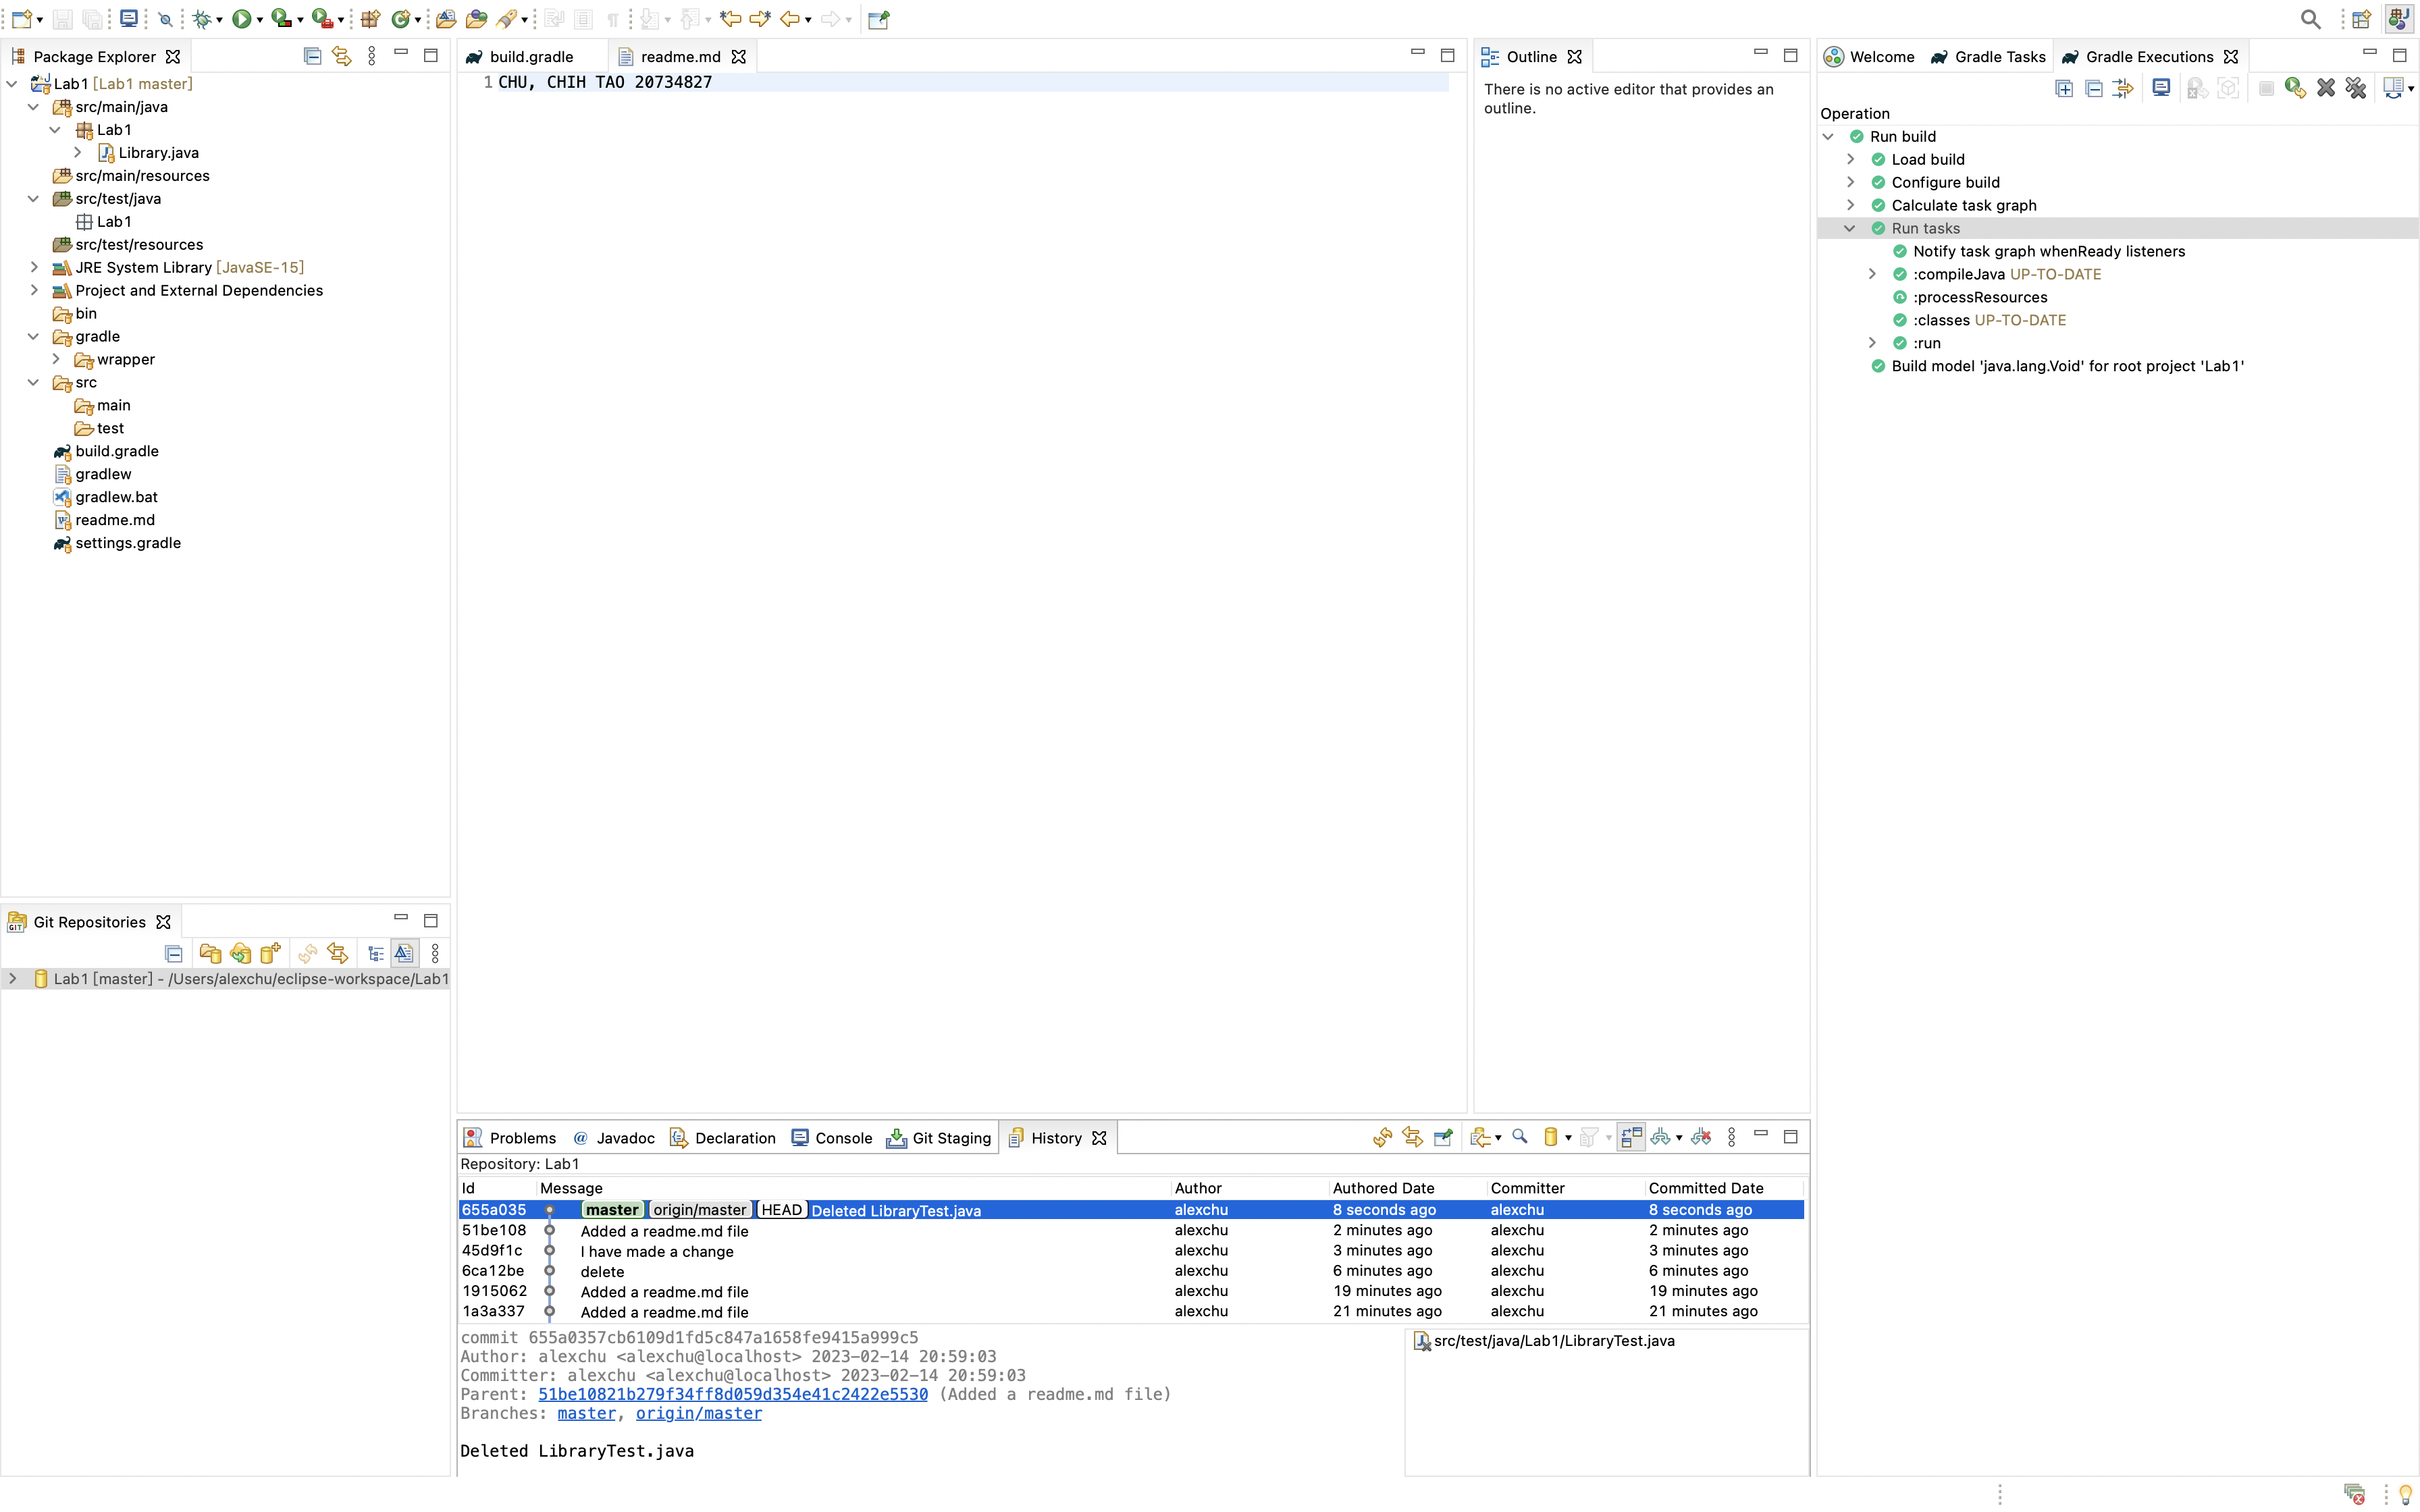 Package Explorer
Lab1 [Lab1 master]
src/main/java
Lab1
Library.java
src/main/resources
src/test/java
Lab1
src/test/resources
JRE System Library [JavaSE-15]
Project and External Dependencies
bin
gradle
wrapper
src
main
test
build.gradle
gradlew
gradlew.bat
readme.md
settings.gradle
Git Repositories
Lab1 [master] - /Users/alexchu/eclipse-workspace/Lab1
build.gradle readme.md
1 CHU, CHIH TAO 20734827
Outline
There is no active editor that provides an
outline.
Welcome Gradle Tasks Gradle Executions
Operation
Run build
Load build
Configure build
Calculate task graph
Run tasks
Notify task graph whenReady listeners
:compileJava UP-TO-DATE
:processResources
:classes UP-TO-DATE
:run
Build model 'java.lang.Void' for root project 'Lab1'
Problems @ Javadoc Declaration Console Git Staging History
Repository: Lab1
Id Message Author Authored Date Committer Committed Date
655a035 master origin/master HEAD Deleted LibraryTest.java alexchu 8 seconds ago alexchu 8 seconds ago
51be108 Added a readme.md file alexchu 2 minutes ago alexchu 2 minutes ago
45d9f1c I have made a change alexchu 3 minutes ago alexchu 3 minutes ago
6ca12be delete alexchu 6 minutes ago alexchu 6 minutes ago
1915062 Added a readme.md file alexchu 19 minutes ago alexchu 19 minutes ago
1a3a337 Added a readme.md file alexchu 21 minutes ago alexchu 21 minutes ago
commit 655a0357cb6109d1fd5c847a1658fe9415a999c5
Author: alexchu <alexchu@localhost> 2023-02-14 20:59:03
Committer: alexchu <alexchu@localhost> 2023-02-14 20:59:03
Parent: 51be10821b279f34ff8d059d354e41c2422e5530 (Added a readme.md file)
Branches: master, origin/master
Deleted LibraryTest.java
src/test/java/Lab1/LibraryTest.java